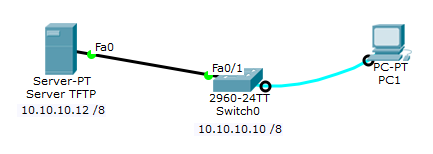 Fa0
Server-PT
Server TFTP
10.10.10.12 /8
Fa0/1
2960-24TT
Switch0
10.10.10.10 /8
PC-PT
PC1